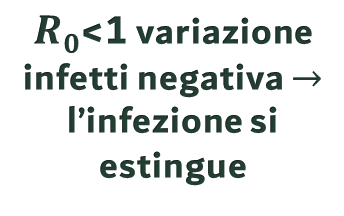 R₀<1 variazione
infetti negativa →
l’infezione si
estingue